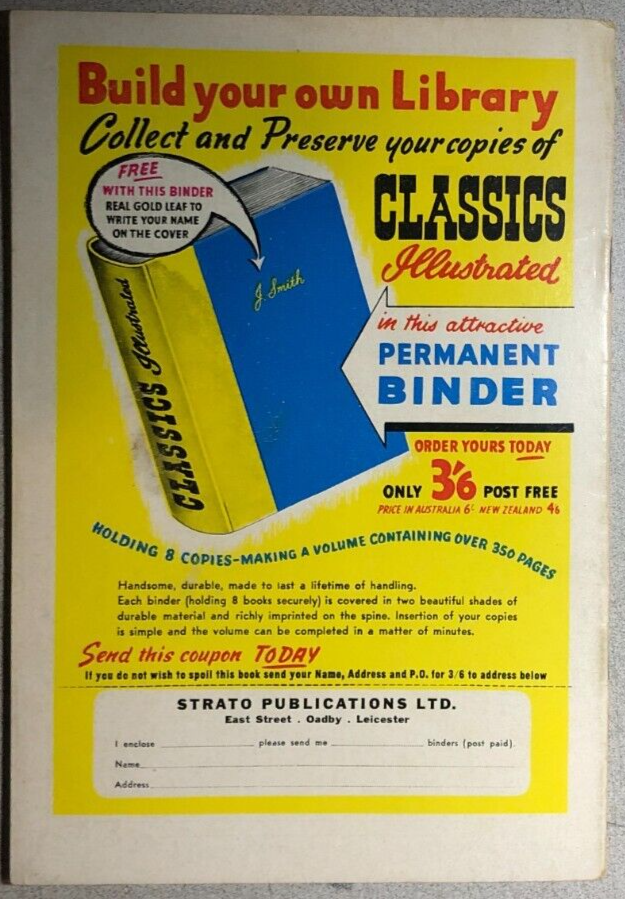 Build your own Library
Collect and Preserve your copies of
CLASSICS
Illustrated
FREE
WITH THIS BINDER
REAL GOLD LEAF TO
WRITE YOUR NAME
ON THE COVER
J. Smith
CLASSICS Illustrated
in this attractive
PERMANENT
BINDER
ORDER YOURS TODAY
ONLY 3/6 POST FREE
PRICE IN AUSTRALIA 6/- NEW ZEALAND 4/6
HOLDING 8 COPIES-MAKING A VOLUME CONTAINING OVER 350 PAGES
Handsome, durable, made to last a lifetime of handling.
Each binder (holding 8 books securely) is covered in two beautiful shades of
durable material and richly imprinted on the spine. Insertion of your copies
is simple and the volume can be completed in a matter of minutes.
Send this coupon TODAY
If you do not wish to spoil this book send your Name, Address and P.O. for 3/6 to address below
STRATO PUBLICATIONS LTD.
East Street . Oadby . Leicester
I enclose please send me binders (post paid).
Name
Address